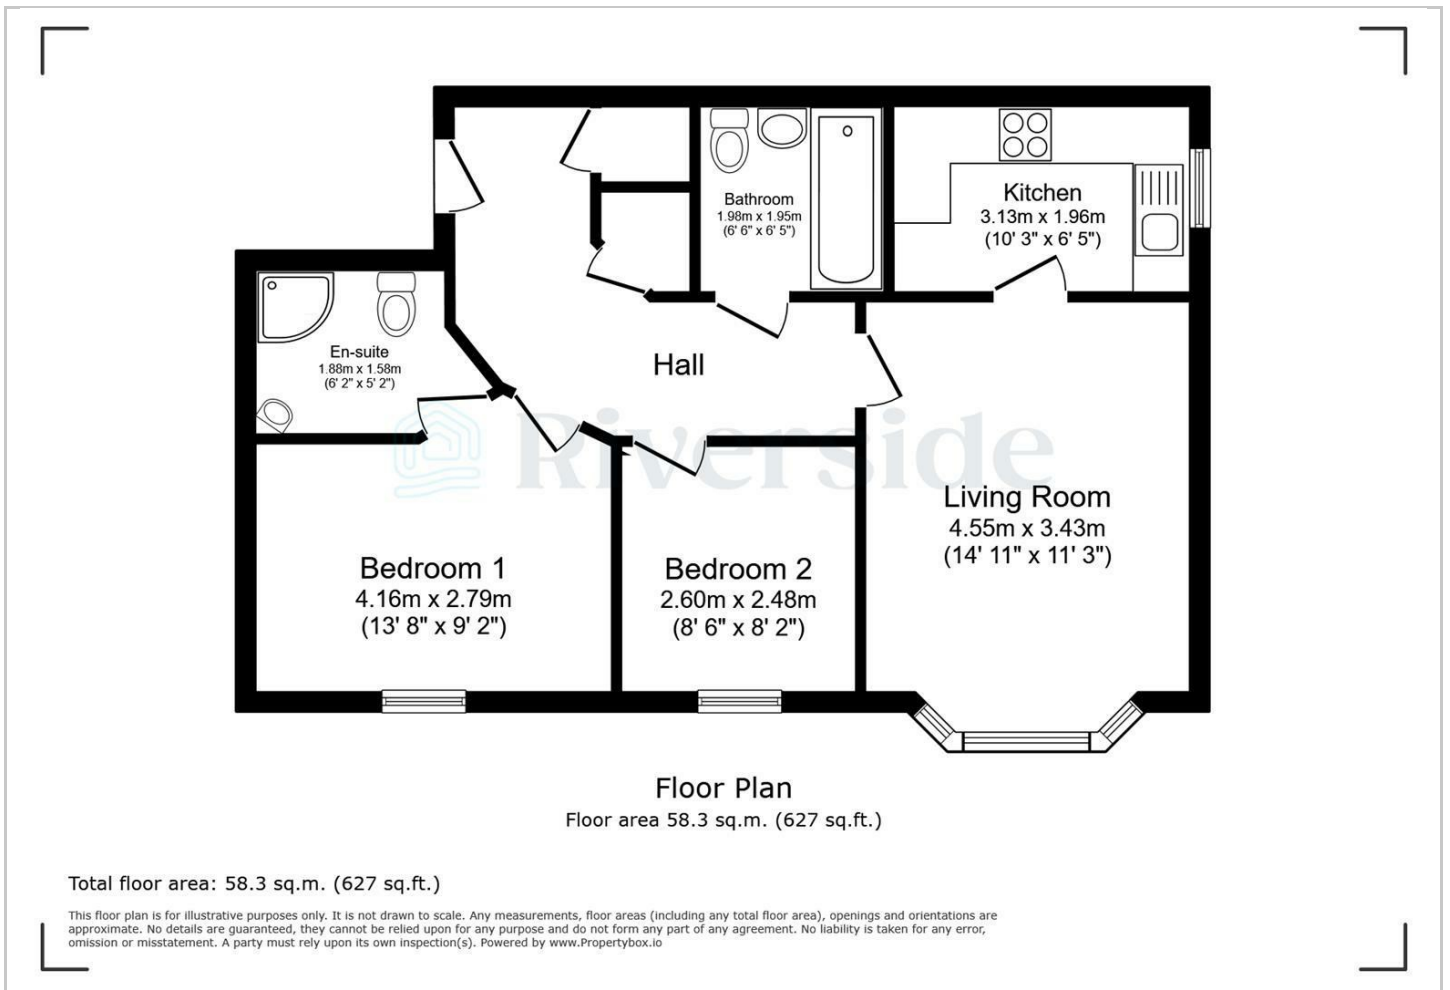 Bathroom
1.98m x 1.95m
(6' 6" x 6' 5")
Kitchen
3.13m x 1.96m
(10' 3" x 6' 5")
En-suite
1.88m x 1.58m
(6' 2" x 5' 2")
Hall
Riverside
Living Room
4.55m x 3.43m
(14' 11" x 11' 3")
Bedroom 1
4.16m x 2.79m
(13' 8" x 9' 2")
Bedroom 2
2.60m x 2.48m
(8' 6" x 8' 2")
Floor Plan
Floor area 58.3 sq.m. (627 sq.ft.)
Total floor area: 58.3 sq.m. (627 sq.ft.)
This floor plan is for illustrative purposes only. It is not drawn to scale. Any measurements, floor areas (including any total floor area), openings and orientations are
approximate. No details are guaranteed, they cannot be relied upon for any purpose and do not form any part of any agreement. No liability is taken for any error,
omission or misstatement. A party must rely upon its own inspection(s). Powered by www.Propertybox.io